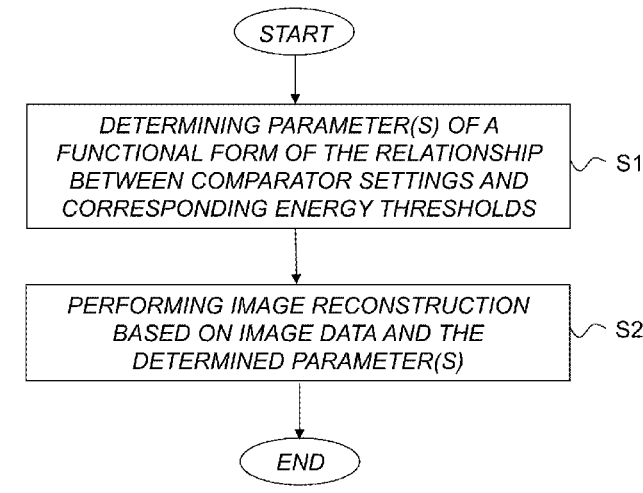 START
DETERMINING PARAMETER(S) OF A
FUNCTIONAL FORM OF THE RELATIONSHIP
BETWEEN COMPARATOR SETTINGS AND
CORRESPONDING ENERGY THRESHOLDS
S1
PERFORMING IMAGE RECONSTRUCTION
BASED ON IMAGE DATA AND THE
DETERMINED PARAMETER(S)
S2
END